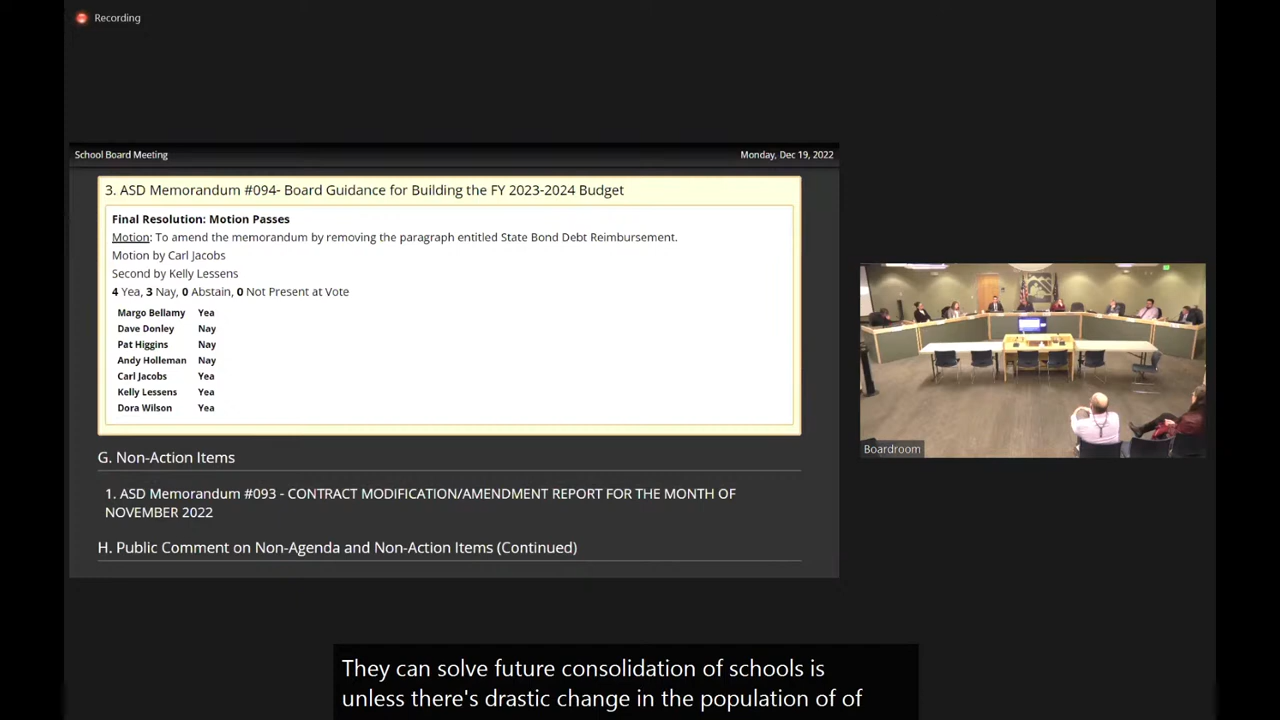 Recording
School Board Meeting
Monday, Dec 19, 2022
3. ASD Memorandum #094- Board Guidance for Building the FY 2023-2024 Budget
Final Resolution: Motion Passes
Motion: To amend the memorandum by removing the paragraph entitled State Bond Debt Reimbursement.
Motion by Carl Jacobs
Second by Kelly Lessens
4 Yea, 3 Nay, 0 Abstain, 0 Not Present at Vote
Margo Bellamy Yea
Dave Donley Nay
Pat Higgins Nay
Andy Holleman Nay
Carl Jacobs Yea
Kelly Lessens Yea
Dora Wilson Yea
G. Non-Action Items
1. ASD Memorandum #093 - CONTRACT MODIFICATION/AMENDMENT REPORT FOR THE MONTH OF
NOVEMBER 2022
H. Public Comment on Non-Agenda and Non-Action Items (Continued)
Boardroom
They can solve future consolidation of schools is
unless there's drastic change in the population of of